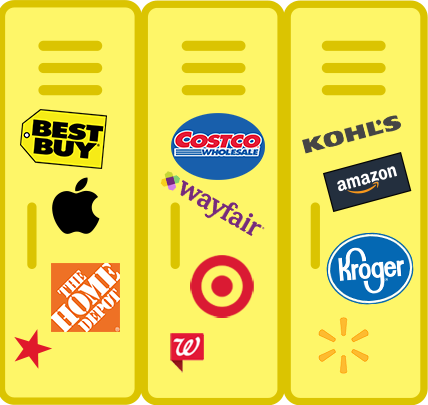 BEST
BUY
THE
HOME
DEPOT
COSTCO
WHOLESALE
wayfair
W
KOHL'S
amazon
Kroger